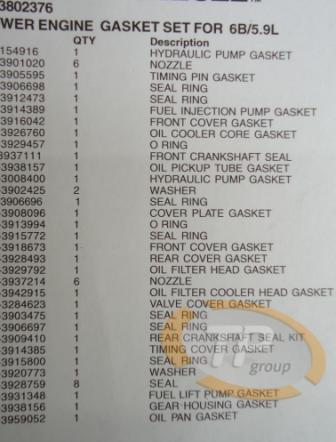 3802376
WER ENGINE GASKET SET FOR 6B/5.9L
QTY Description
154916 1 HYDRAULIC PUMP GASKET
3901020 6 NOZZLE
3905595 1 TIMING PIN GASKET
3906698 1 SEAL RING
3912473 1 SEAL RING
3914389 1 FUEL INJECTION PUMP GASKET
3916042 1 FRONT COVER GASKET
3926760 1 OIL COOLER CORE GASKET
3929457 1 O RING
3937111 1 FRONT CRANKSHAFT SEAL
3938157 1 OIL PICKUP TUBE GASKET
3008400 1 HYDRAULIC PUMP GASKET
3902425 2 WASHER
3906696 1 SEAL RING
3908096 1 COVER PLATE GASKET
3913994 1 O RING
3915772 1 SEAL RING
3918673 1 FRONT COVER GASKET
3928493 1 REAR COVER GASKET
3929792 1 OIL FILTER HEAD GASKET
3937214 6 NOZZLE
3942915 1 OIL FILTER COOLER HEAD GASKET
3284623 1 VALVE COVER GASKET
3903475 1 SEAL RING
3906697 1 SEAL RING
3909410 1 REAR CRANKSHAFT SEAL KIT
3914385 1 TIMING COVER GASKET
3915800 1 SEAL RING
3920773 1 WASHER
3928759 8 SEAL
3931348 1 FUEL LIFT PUMP GASKET
3938156 1 GEAR HOUSING GASKET
3959052 1 OIL PAN GASKET
TP group